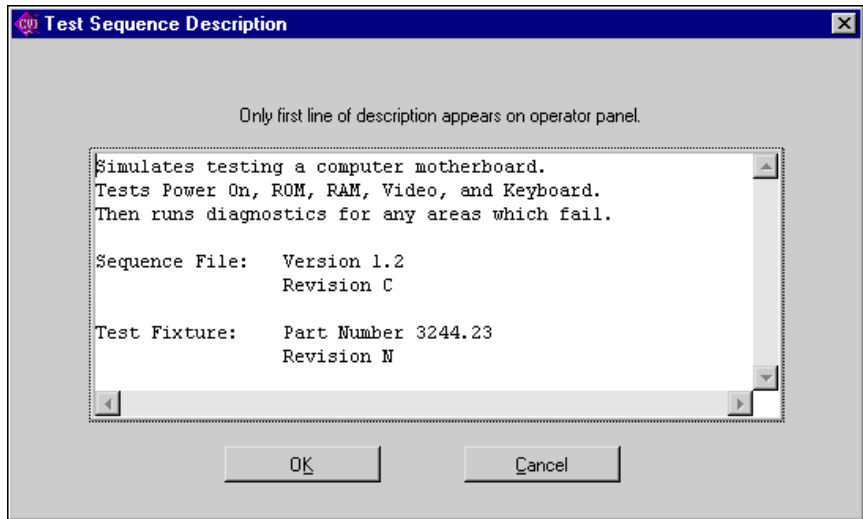 CVI Test Sequence Description
Only first line of description appears on operator panel.
Simulates testing a computer motherboard.
Tests Power On, ROM, RAM, Video, and Keyboard.
Then runs diagnostics for any areas which fail.
Sequence File: Version 1.2
Revision C
Test Fixture: Part Number 3244.23
Revision N
OK Cancel